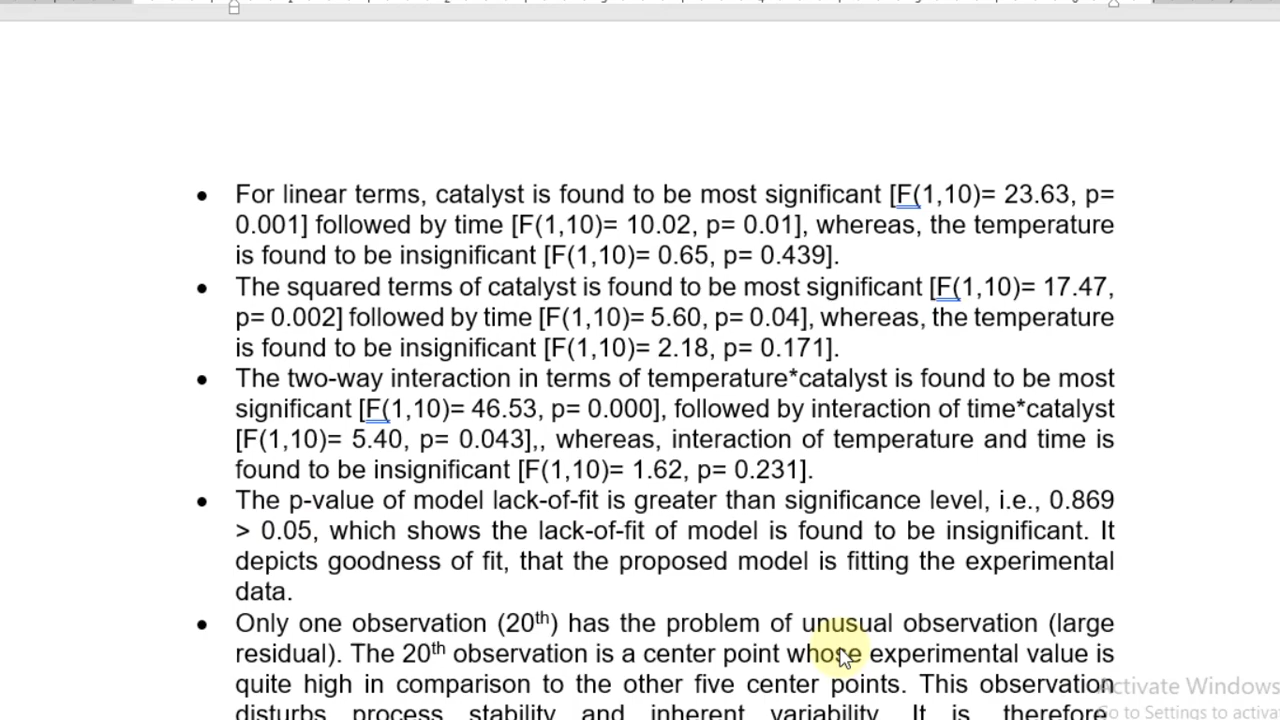 • For linear terms, catalyst is found to be most significant [F(1,10)= 23.63, p=
0.001] followed by time [F(1,10)= 10.02, p= 0.01], whereas, the temperature
is found to be insignificant [F(1,10)= 0.65, p= 0.439].
• The squared terms of catalyst is found to be most significant [F(1,10)= 17.47,
p= 0.002] followed by time [F(1,10)= 5.60, p= 0.04], whereas, the temperature
is found to be insignificant [F(1,10)= 2.18, p= 0.171].
• The two-way interaction in terms of temperature*catalyst is found to be most
significant [F(1,10)= 46.53, p= 0.000], followed by interaction of time*catalyst
[F(1,10)= 5.40, p= 0.043],, whereas, interaction of temperature and time is
found to be insignificant [F(1,10)= 1.62, p= 0.231].
• The p-value of model lack-of-fit is greater than significance level, i.e., 0.869
> 0.05, which shows the lack-of-fit of model is found to be insignificant. It
depicts goodness of fit, that the proposed model is fitting the experimental
data.
• Only one observation (20th) has the problem of unusual observation (large
residual). The 20th observation is a center point whose experimental value is
quite high in comparison to the other five center points. This observation
disturbs process stability and inherent variability. It is therefore,
Activate Windows
Go to Settings to activa